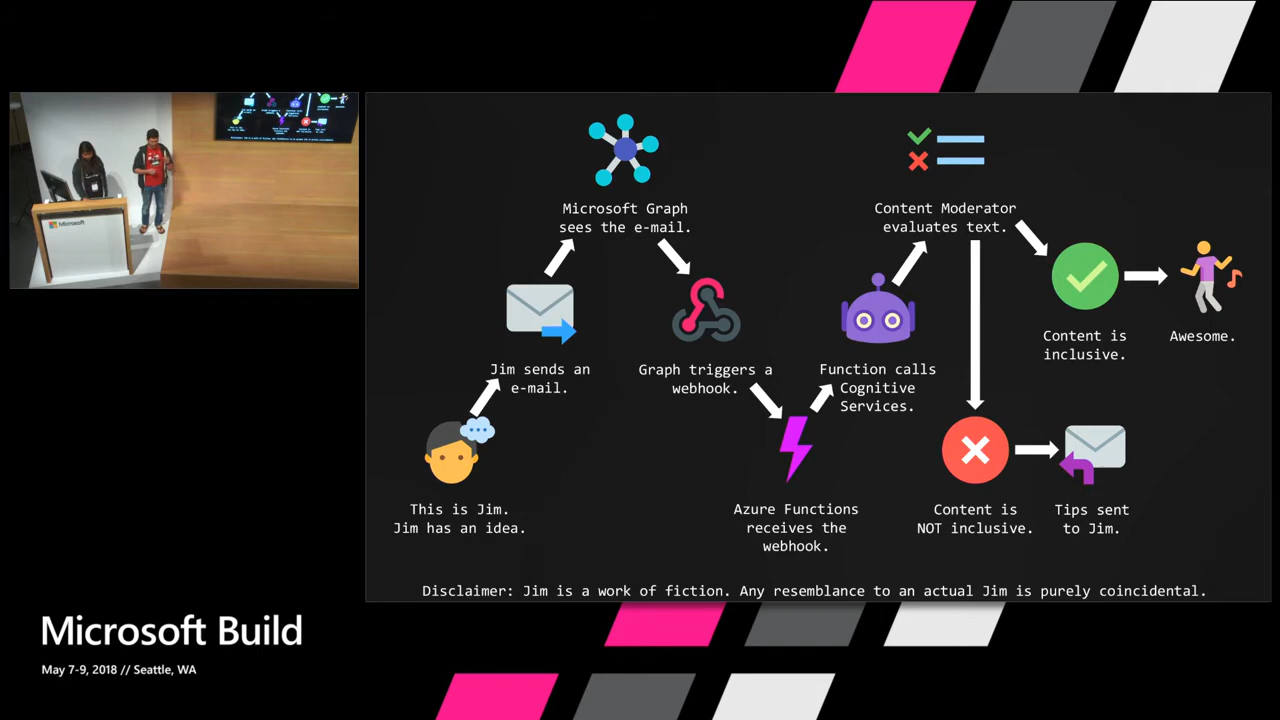 Microsoft Graph
sees the e-mail.
Content Moderator
evaluates text.
Jim sends an
e-mail.
Graph triggers a
webhook.
Function calls
Cognitive
Services.
Content is
inclusive.
Awesome.
This is Jim.
Jim has an idea.
Azure Functions
receives the
webhook.
Content is
NOT inclusive.
Tips sent
to Jim.
Disclaimer: Jim is a work of fiction. Any resemblance to an actual Jim is purely coincidental.
Microsoft
Microsoft Build
May 7-9, 2018 // Seattle, WA